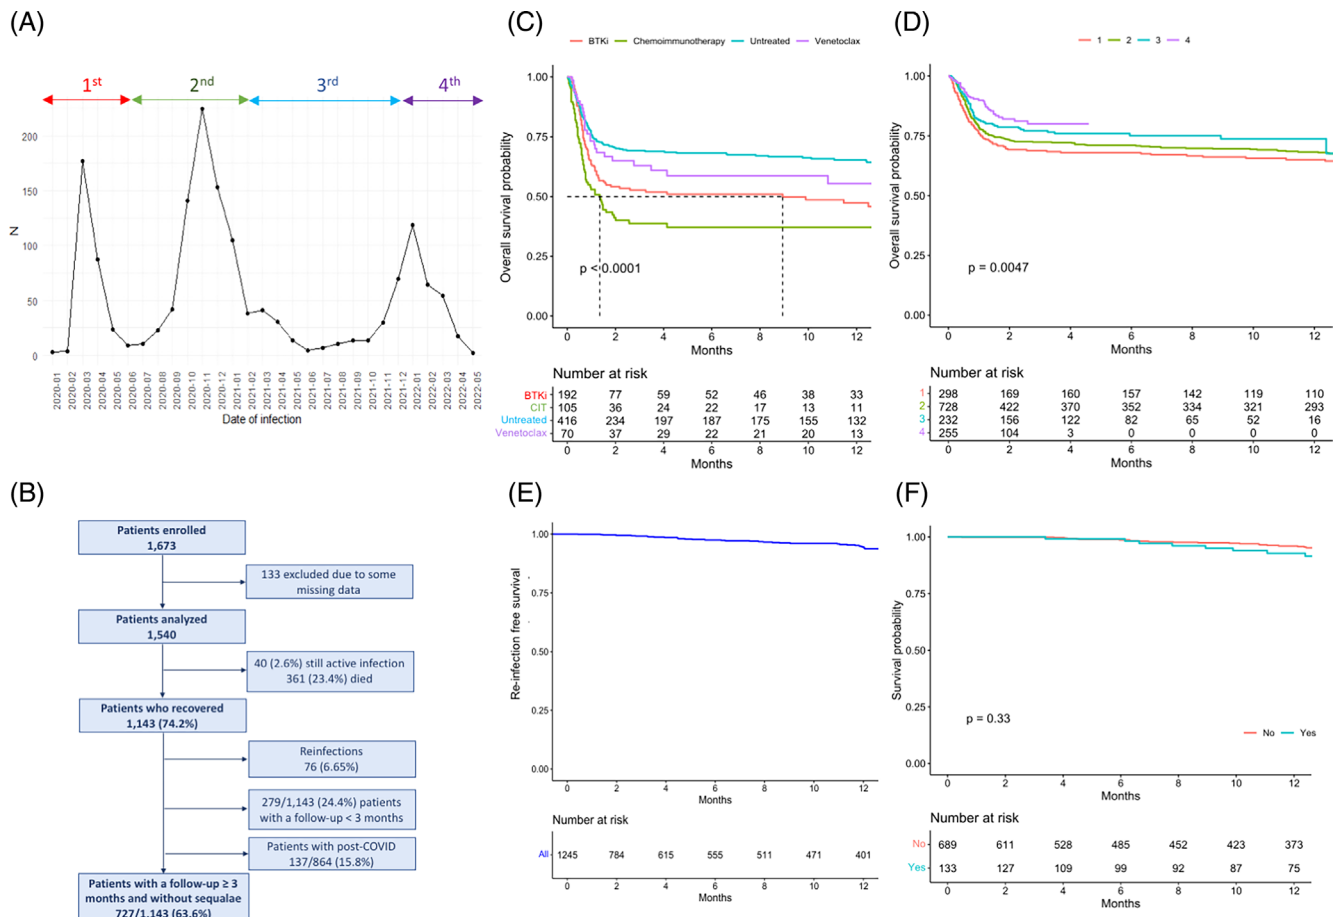 (A)
1st
2nd
3rd
4th
200
150
100
50
0
N
2020-01
2020-02
2020-03
2020-04
2020-05
2020-06
2020-07
2020-08
2020-09
2020-10
2020-11
2020-12
2021-01
2021-02
2021-03
2021-04
2021-05
2021-06
2021-07
2021-08
2021-09
2021-10
2021-11
2021-12
2022-01
2022-02
2022-03
2022-04
2022-05
Date of infection
(C)
BTKi Chemoimmunotherapy Untreated Venetoclax
1.00
0.75
0.50
0.25
0.00
Overall survival probability
p < 0.0001
0 2 4 6 8 10 12
Months
Number at risk
BTKi 192 77 59 52 46 38 33
CIT 105 36 24 22 17 13 11
Untreated 416 234 197 187 175 155 132
Venetoclax 70 37 29 22 21 20 13
0 2 4 6 8 10 12
Months
(D)
1 2 3 4
1.00
0.75
0.50
0.25
0.00
Overall survival probability
p = 0.0047
0 2 4 6 8 10 12
Months
Number at risk
1 298 169 160 157 142 119 110
2 728 422 370 352 334 321 293
3 232 156 122 82 65 52 16
4 255 104 3 0 0 0 0
0 2 4 6 8 10 12
Months
(B)
Patients enrolled
1,673
133 excluded due to some
missing data
Patients analyzed
1,540
40 (2.6%) still active infection
361 (23.4%) died
Patients who recovered
1,143 (74.2%)
Reinfections
76 (6.65%)
279/1,143 (24.4%) patients
with a follow-up < 3 months
Patients with post-COVID
137/864 (15.8%)
Patients with a follow-up ≥ 3
months and without sequalae
727/1,143 (63.6%)
(E)
1.00
0.75
0.50
0.25
0.00
Re-infection free survival
0 2 4 6 8 10 12
Months
Number at risk
All 1245 784 615 555 511 471 401
0 2 4 6 8 10 12
Months
(F)
1.00
0.75
0.50
0.25
0.00
Survival probability
p = 0.33
No Yes
0 2 4 6 8 10 12
Months
Number at risk
No 689 611 528 485 452 423 373
Yes 133 127 109 99 92 87 75
0 2 4 6 8 10 12
Months